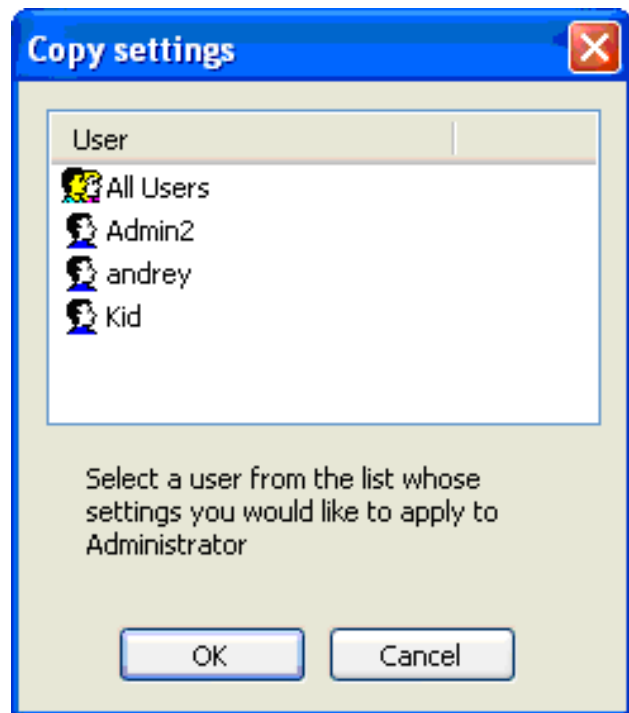 Copy settings
User
All Users
Admin2
andrey
Kid
Select a user from the list whose
settings you would like to apply to
Administrator
OK
Cancel